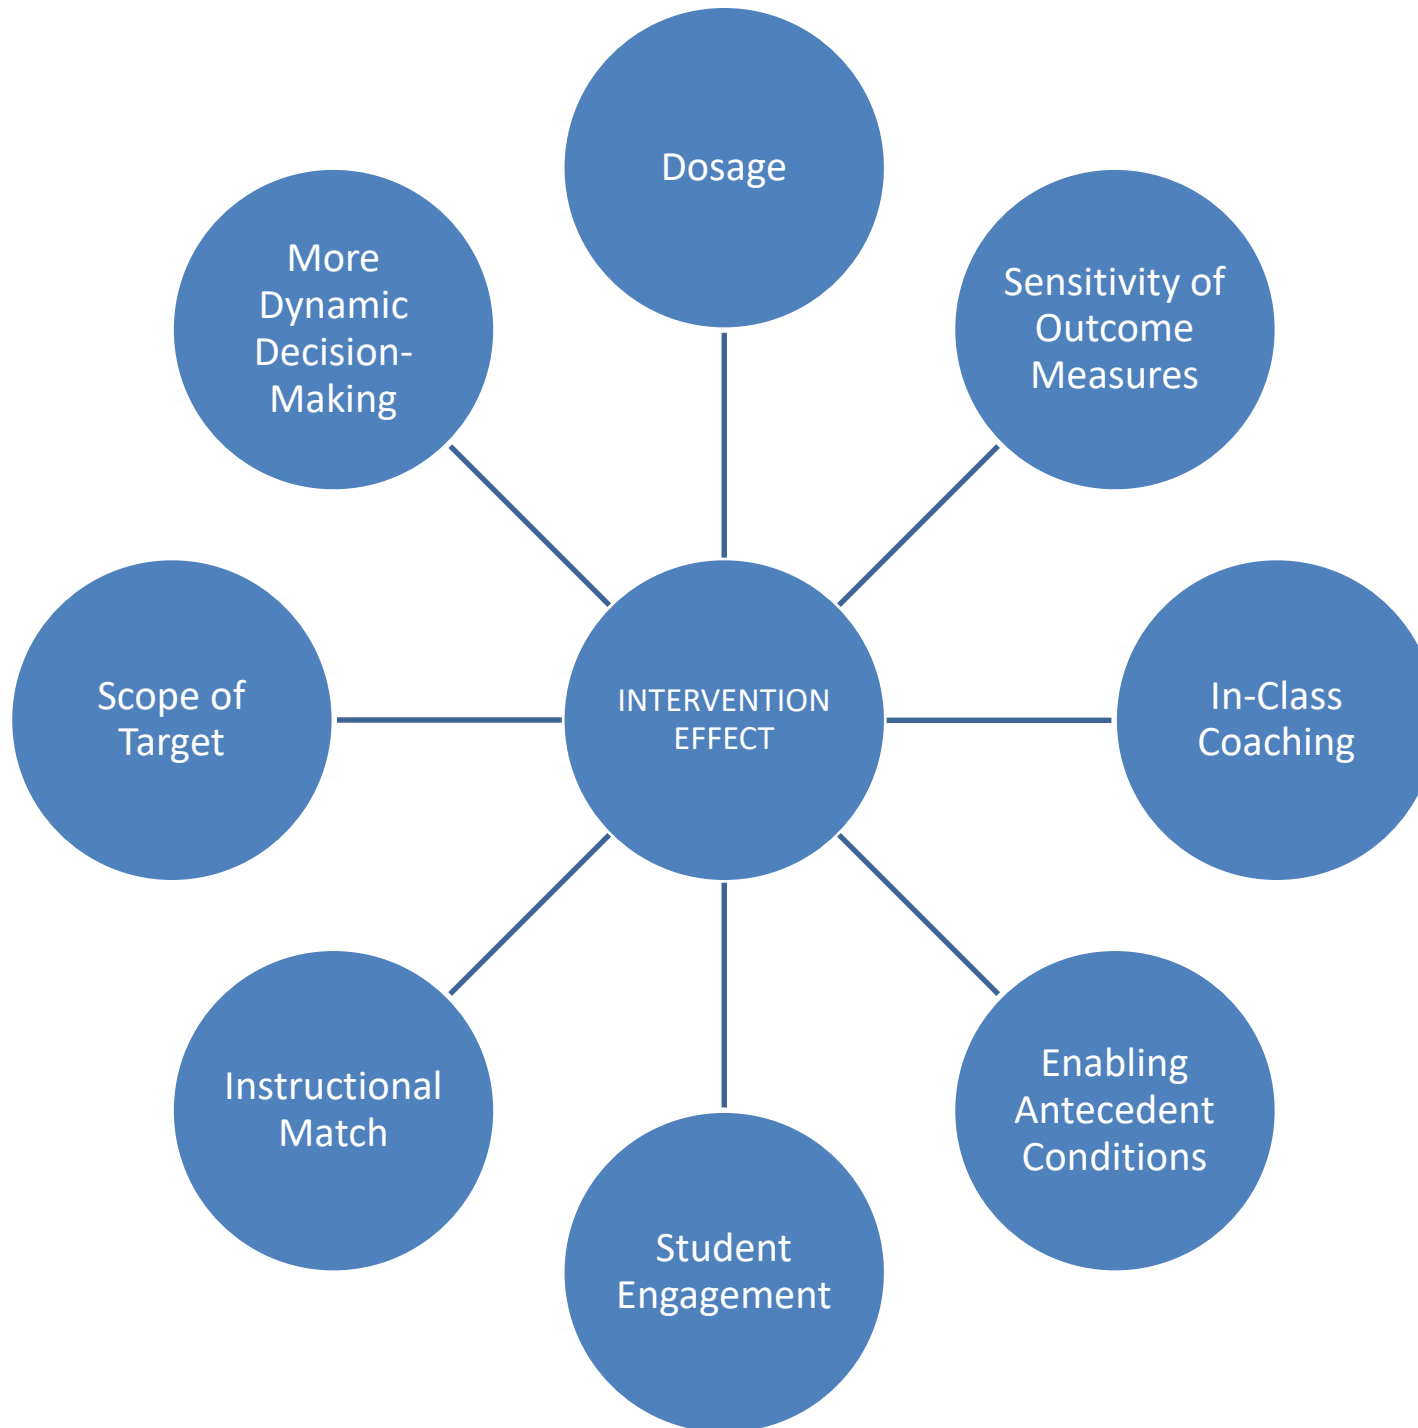 Dosage
More
Dynamic
Decision-
Making
Sensitivity of
Outcome
Measures
Scope of
Target
INTERVENTION
EFFECT
In-Class
Coaching
Instructional
Match
Enabling
Antecedent
Conditions
Student
Engagement